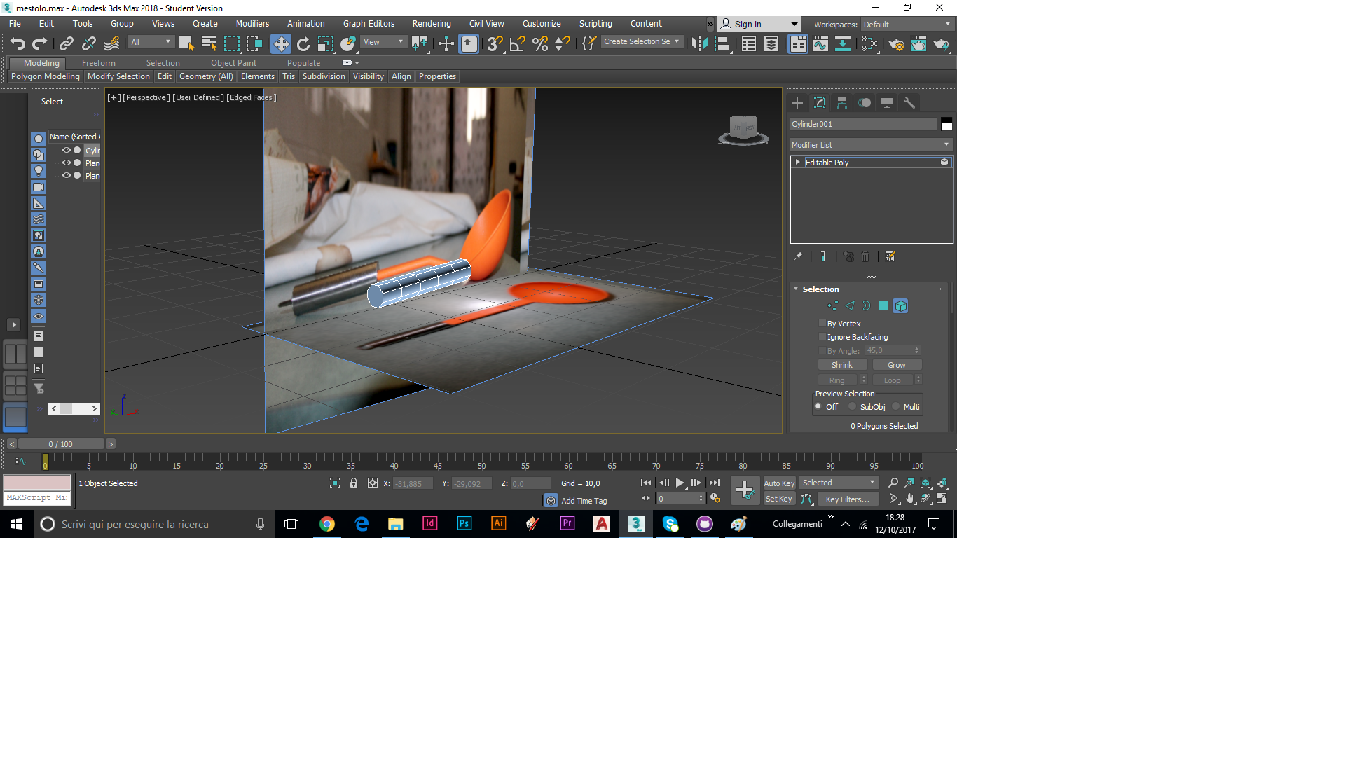 mestolo.max - Autodesk 3ds Max 2018 - Student Version
File Edit Tools Group Views Create Modifiers Animation Graph Editors Rendering Civil View Customize Scripting Content » Sign In Workspaces: Default
All View Create Selection Se
Modeling Freeform Selection Object Paint Populate
Polygon Modeling Modify Selection Edit Geometry (All) Elements Tris Subdivision Visibility Align Properties
Select
[+] [Perspective] [User Defined] [Edged Faces]
Cylinder001
Name (Sorted
Modifier List
Cylin
Plan
Plan
Editable Poly
Selection
By Vertex
Ignore Backfacing
By Angle: 45,0
Shrink Grow
Ring Loop
Preview Selection
Off SubObj Multi
0 Polygons Selected
0 / 100
0 5 10 15 20 25 30 35 40 45 50 55 60 65 70 75 80 85 90 95 100
1 Object Selected X: -31,885 Y: -29,092 Z: 0,0 Grid = 10,0 Auto Key Selected
MAXScript Mi
Add Time Tag 0 Set Key Key Filters...
Scrivi qui per eseguire la ricerca Collegamenti » 18:28
12/10/2017